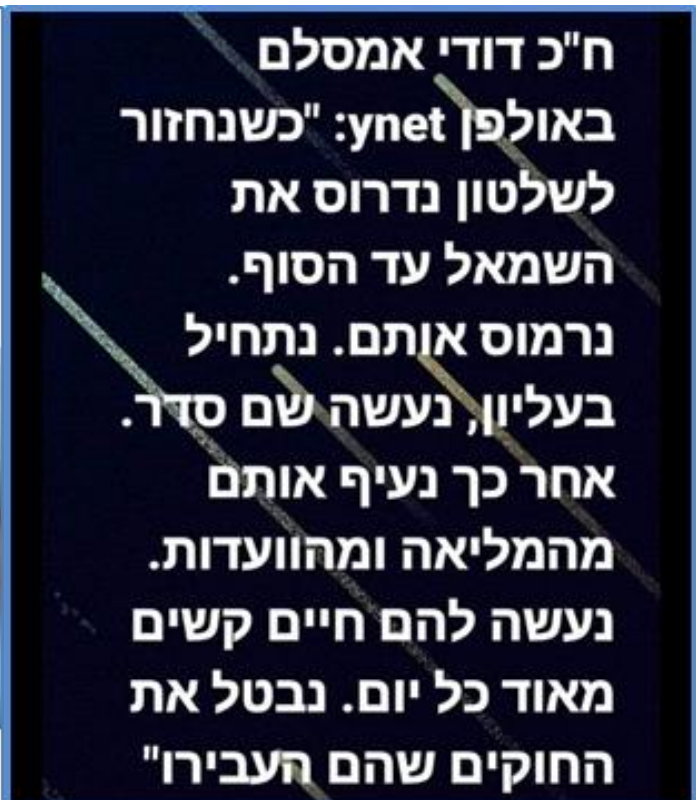 ח"כ דודי אמסלם
באולפן ynet: "כשנחזור
לשלטון נדרוס את
השמאל עד הסוף.
נרמוס אותם. נתחיל
בעליון, נעשה שם סדר.
אחר כך נעיף אותם
מהמליאה ומהוועדות.
נעשה להם חיים קשים
מאוד כל יום. נבטל את
החוקים שהם העבירו"